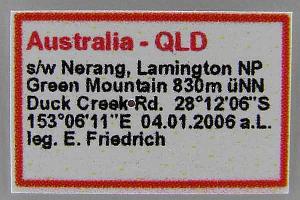 Australia - QLD
s/w Nerang, Lamington NP
Green Mountain 830m üNN
Duck Creek Rd. 28°12'06"S
153°06'11"E 04.01.2006 a.L.
leg. E. Friedrich